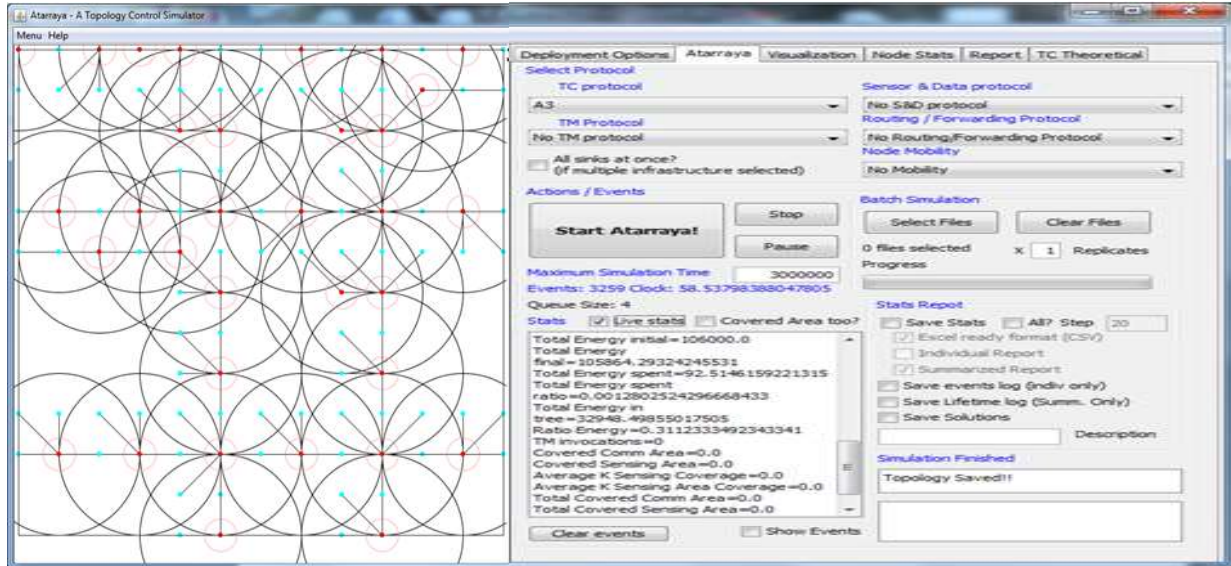 Atarraya - A Topology Control Simulator
Menu Help
Deployment Options Atarraya Visualization Node Stats Report TC Theoretical
Select Protocol
TC protocol
Sensor & Data protocol
A3
No S&D protocol
TM Protocol
Routing / Forwarding Protocol
No TM protocol
No Routing/Forwarding Protocol
Node Mobility
All sinks at once?
(if multiple infrastructure selected)
No Mobility
Actions / Events
Batch Simulation
Start Atarraya!
Stop
Select Files
Clear Files
Pause
0 files selected
X 1 Replicates
Progress
Maximum Simulation Time 3000000
Events: 3259 Clock: 58.53798388047805
Queue Size: 4
Stats Repot
Stats Live stats Covered Area too?
Save Stats All? Step 20
Excel ready format (CSV)
Individual Report
Summarized Report
Save events log (indiv only)
Save Lifetime log (Summ. Only)
Save Solutions
Description
Total Energy initial=106000.0
Total Energy
final=105864.29324245531
Total Energy spent=92.5146159221315
Total Energy spent
ratio=0.0012802524296668433
Total Energy in
tree=32948.49855017505
Ratio Energy=0.3112333492343341
TM invocations=0
Covered Comm Area=0.0
Covered Sensing Area=0.0
Average K Sensing Coverage=0.0
Average K Sensing Area Coverage=0.0
Total Covered Comm Area=0.0
Total Covered Sensing Area=0.0
Simulation Finished
Topology Saved!!
Clear events
Show Events